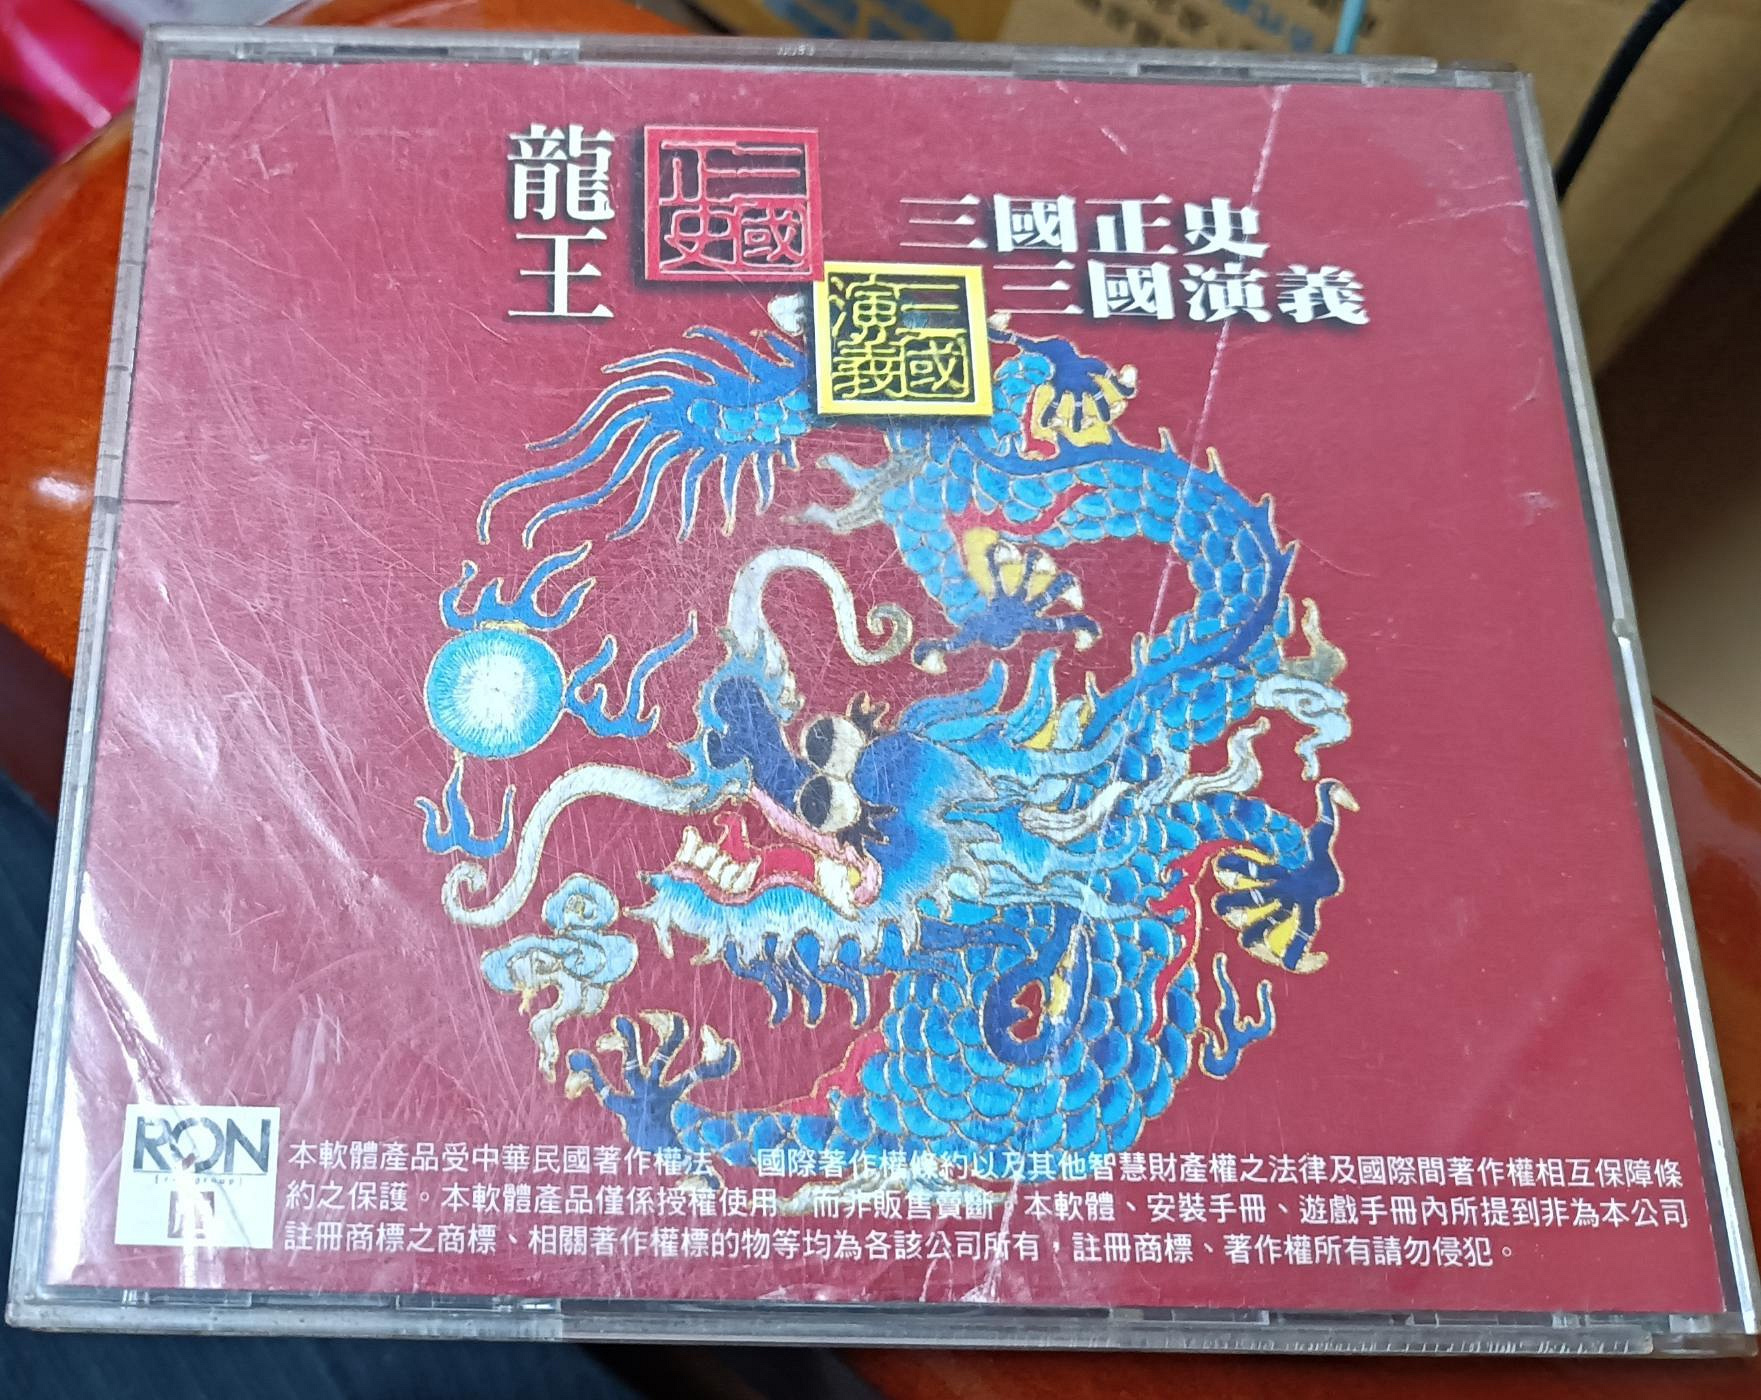 龍王
三國正史
三國演義
三國正史
三國演義
RON
[ron group]
本軟體產品受中華民國著作權法、國際著作權條約以及其他智慧財產權之法律及國際間著作權相互保障條
約之保護。本軟體產品僅係授權使用，而非販售賣斷。本軟體、安裝手冊、遊戲手冊內所提到非為本公司
註冊商標之商標、相關著作權標的物等均為各該公司所有，註冊商標、著作權所有請勿侵犯。